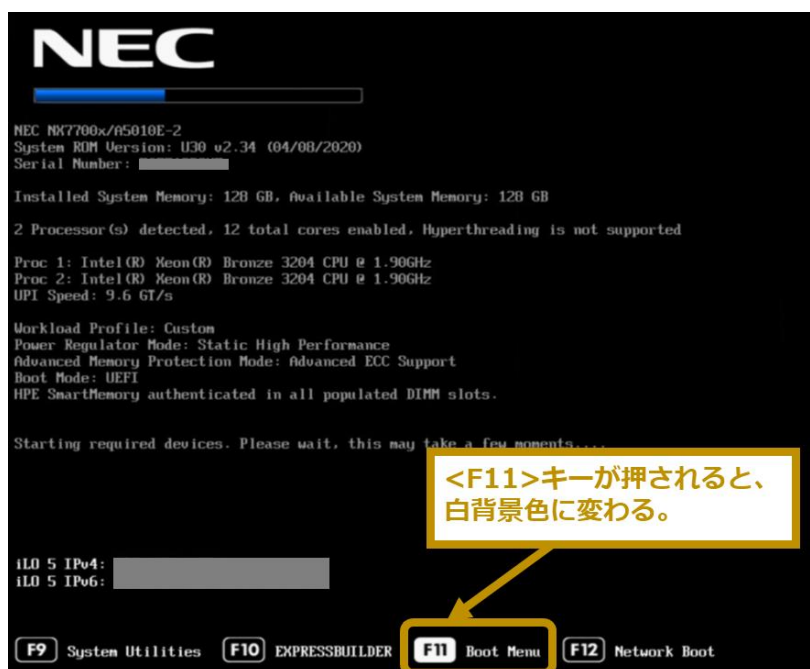 NEC
NEC NX7700x/A5010E-2
System ROM Version: U30 v2.34 (04/08/2020)
Serial Number:
Installed System Memory: 128 GB, Available System Memory: 128 GB
2 Processor(s) detected, 12 total cores enabled, Hyperthreading is not supported
Proc 1: Intel(R) Xeon(R) Bronze 3204 CPU @ 1.90GHz
Proc 2: Intel(R) Xeon(R) Bronze 3204 CPU @ 1.90GHz
UPI Speed: 9.6 GT/s
Workload Profile: Custom
Power Regulator Mode: Static High Performance
Advanced Memory Protection Mode: Advanced ECC Support
Boot Mode: UEFI
HPE SmartMemory authenticated in all populated DIMM slots.
Starting required devices. Please wait, this may take a few moments....
<F11>キーが押されると、
白背景色に変わる。
iLO 5 IPv4:
iLO 5 IPv6:
F9 System Utilities F10 EXPRESSBUILDER F11 Boot Menu F12 Network Boot